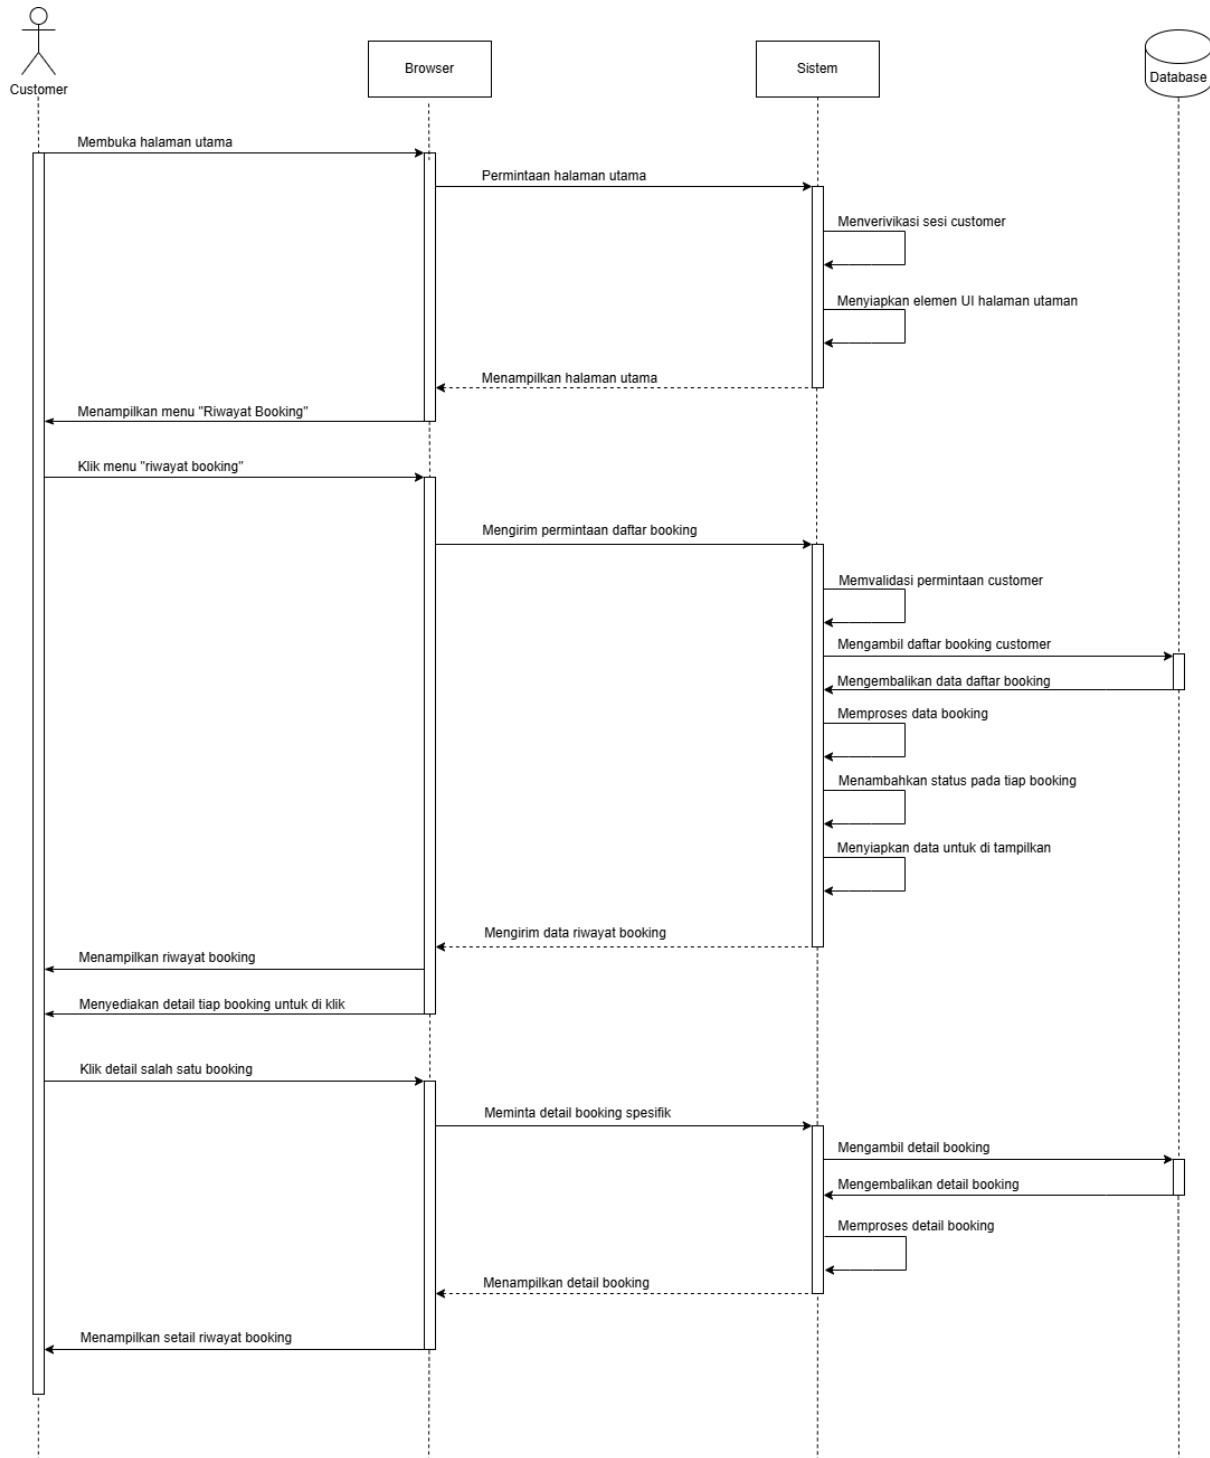 Customer
Browser
Sistem
Database
Membuka halaman utama
Permintaan halaman utama
Menverivikasi sesi customer
Menyiapkan elemen UI halaman utaman
Menampilkan halaman utama
Menampilkan menu "Riwayat Booking"
Klik menu "riwayat booking"
Mengirim permintaan daftar booking
Memvalidasi permintaan customer
Mengambil daftar booking customer
Mengembalikan data daftar booking
Memproses data booking
Menambahkan status pada tiap booking
Menyiapkan data untuk di tampilkan
Mengirim data riwayat booking
Menampilkan riwayat booking
Menyediakan detail tiap booking untuk di klik
Klik detail salah satu booking
Meminta detail booking spesifik
Mengambil detail booking
Mengembalikan detail booking
Memproses detail booking
Menampilkan detail booking
Menampilkan setail riwayat booking